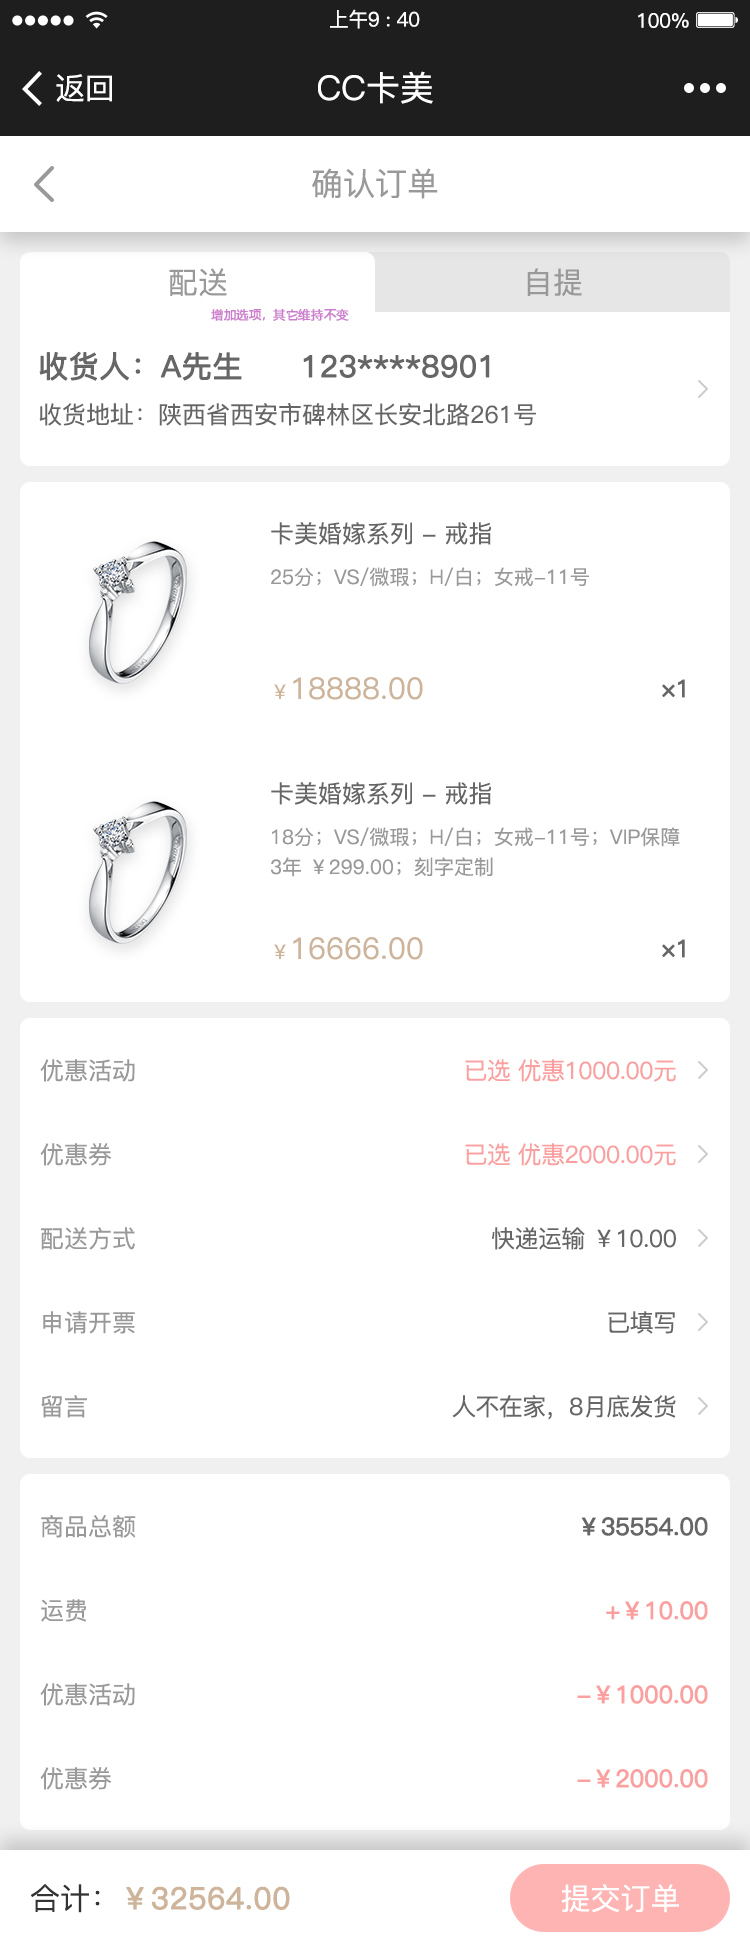 上午9 : 40
100%
返回
CC卡美
确认订单
配送
自提
增加选项，其它维持不变
收货人：A先生 123****8901
收货地址：陕西省西安市碑林区长安北路261号
卡美婚嫁系列 – 戒指
25分；VS/微瑕；H/白；女戒–11号
¥18888.00
×1
卡美婚嫁系列 – 戒指
18分；VS/微瑕；H/白；女戒–11号；VIP保障
3年 ¥299.00；刻字定制
¥16666.00
×1
优惠活动
已选 优惠1000.00元
优惠券
已选 优惠2000.00元
配送方式
快递运输 ¥10.00
申请开票
已填写
留言
人不在家，8月底发货
商品总额
¥35554.00
运费
+¥10.00
优惠活动
–¥1000.00
优惠券
–¥2000.00
合计：¥32564.00
提交订单